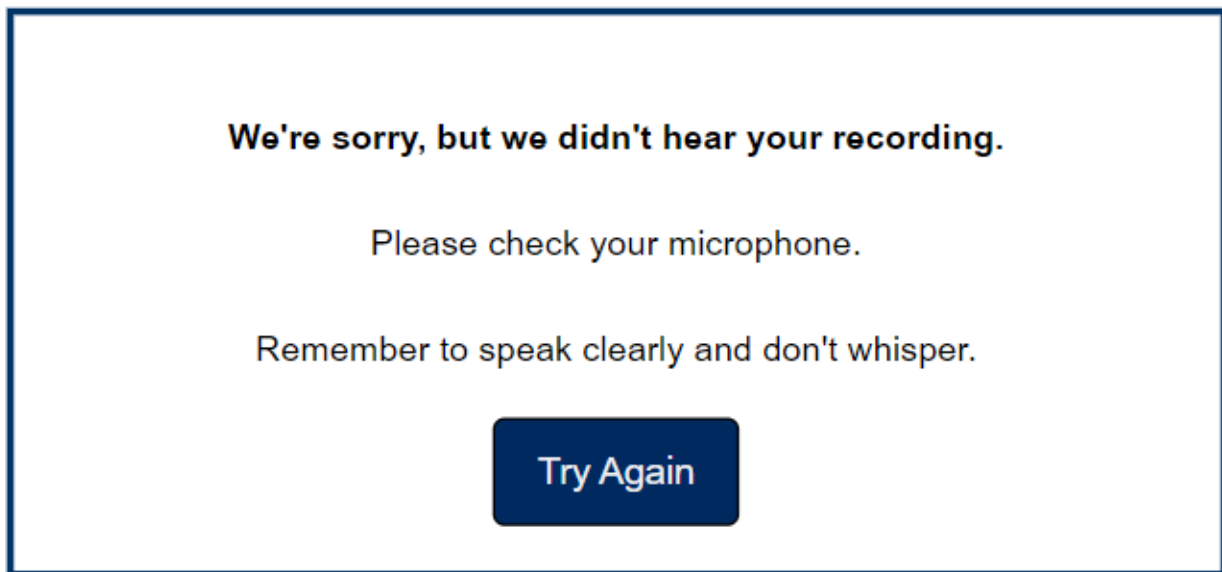 We're sorry, but we didn't hear your recording.
Please check your microphone.
Remember to speak clearly and don't whisper.
Try Again